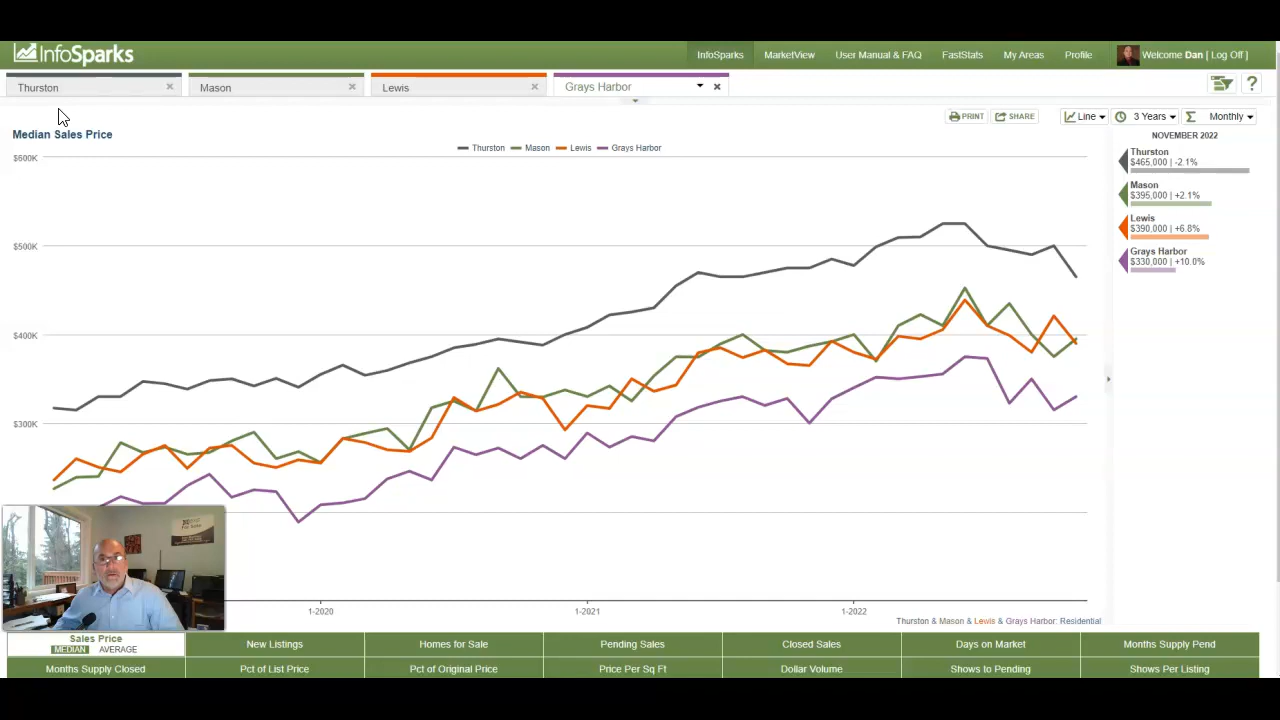 InfoSparks
InfoSparks MarketView User Manual & FAQ FastStats My Areas Profile Welcome Dan [ Log Off ]
Thurston × Mason × Lewis × Grays Harbor ×
?
PRINT SHARE Line 3 Years Σ Monthly
Median Sales Price
Thurston Mason Lewis Grays Harbor
$600K
$500K
$400K
$300K
1-2020 1-2021 1-2022
Thurston & Mason & Lewis & Grays Harbor: Residential
NOVEMBER 2022
Thurston
$465,000 | -2.1%
Mason
$395,000 | +2.1%
Lewis
$390,000 | +6.8%
Grays Harbor
$330,000 | +10.0%
Sales Price
MEDIAN AVERAGE
New Listings Homes for Sale Pending Sales Closed Sales Days on Market Months Supply Pend
Months Supply Closed Pct of List Price Pct of Original Price Price Per Sq Ft Dollar Volume Shows to Pending Shows Per Listing